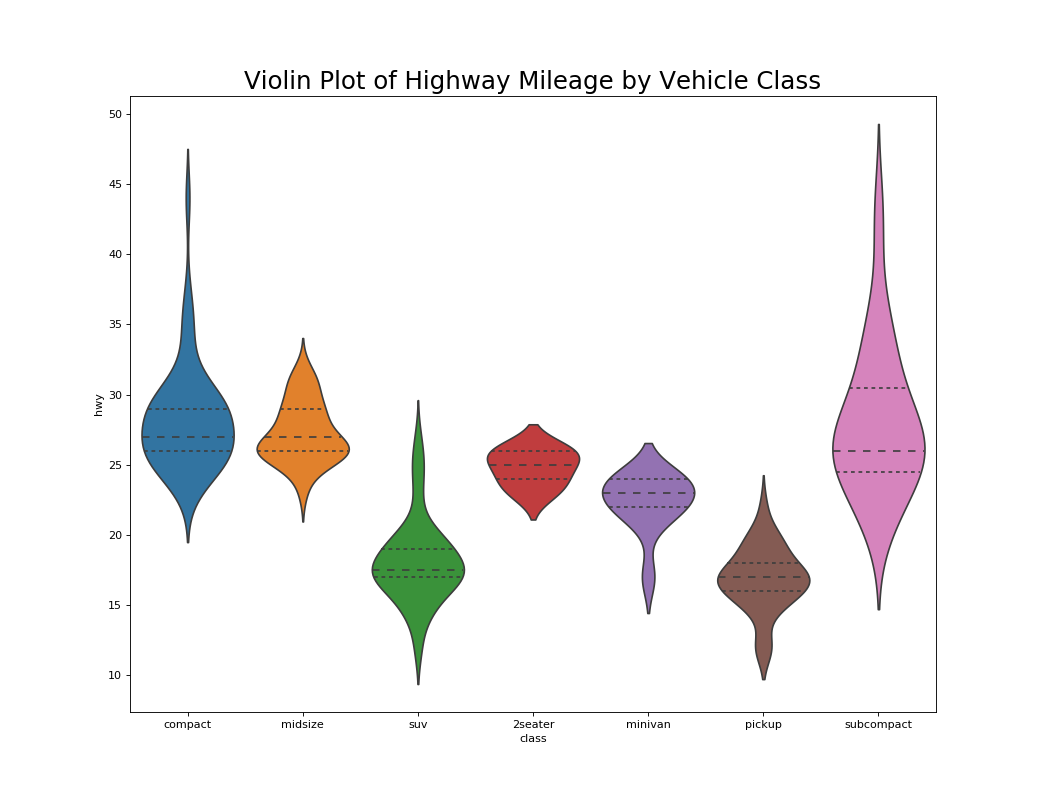 Violin Plot of Highway Mileage by Vehicle Class
50
45
40
35
30
25
20
15
10
hwy
compact midsize suv 2seater minivan pickup subcompact
class